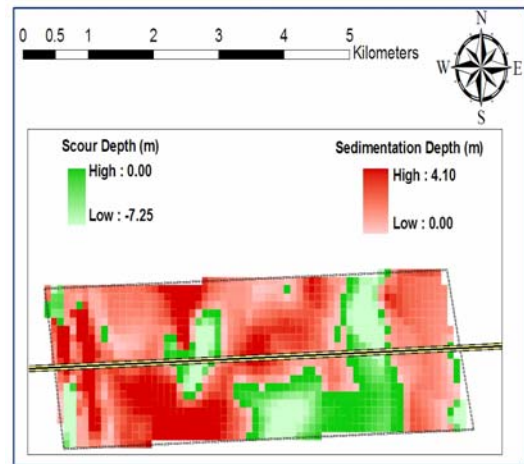 0 0.5 1 2 3 4 5
Kilometers
N
W E
S
Scour Depth (m)
High : 0.00
Low : -7.25
Sedimentation Depth (m)
High : 4.10
Low : 0.00